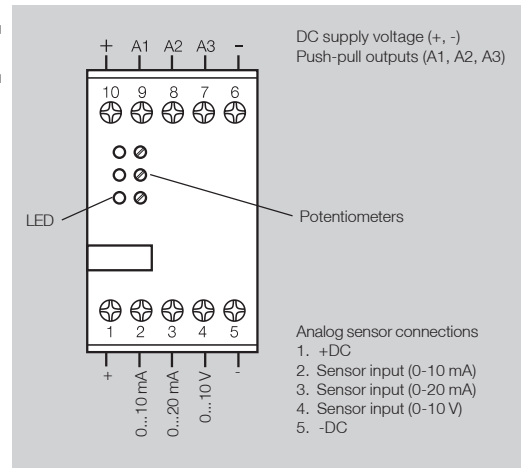 + A1 A2 A3 -
DC supply voltage (+, -)
Push-pull outputs (A1, A2, A3)
10 9 8 7 6
LED
Potentiometers
1 2 3 4 5
+ 0...10 mA 0...20 mA 0...10 V -
Analog sensor connections
1. +DC
2. Sensor input (0-10 mA)
3. Sensor input (0-20 mA)
4. Sensor input (0-10 V)
5. -DC